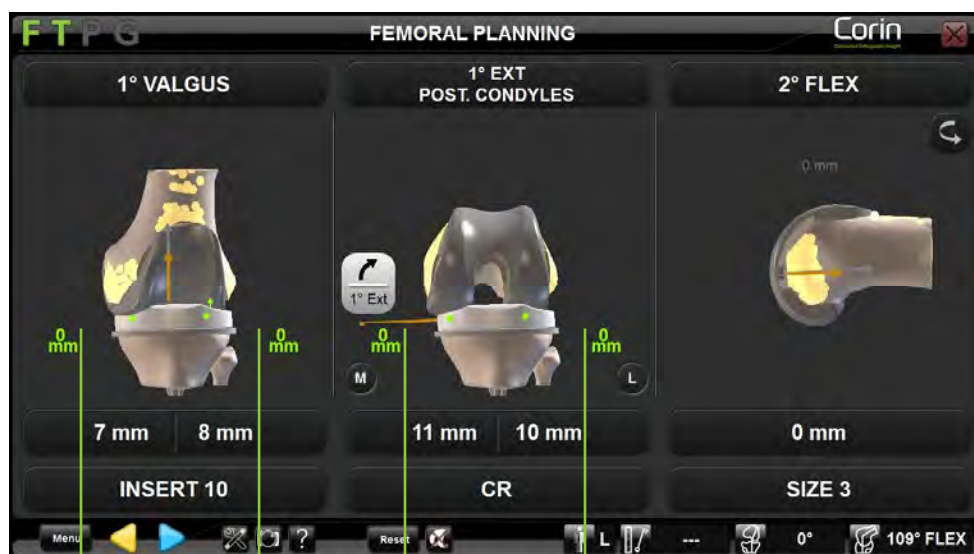 F T P G
FEMORAL PLANNING
Corin
1° VALGUS
1° EXT
POST. CONDYLES
2° FLEX
0 mm
1° Ext
0
mm
0
mm
0
mm
0
mm
M
L
7 mm
8 mm
11 mm
10 mm
0 mm
INSERT 10
CR
SIZE 3
Menu
?
Reset
i L
---
0°
109° FLEX